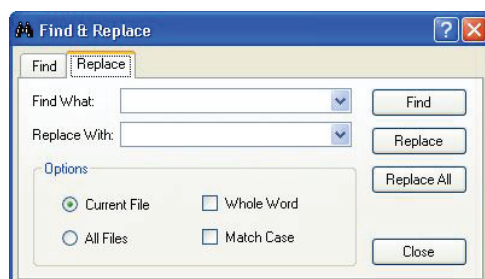 Find & Replace
Find Replace
Find What: Find
Replace With: Replace
Options Replace All
Current File Whole Word
All Files Match Case
Close